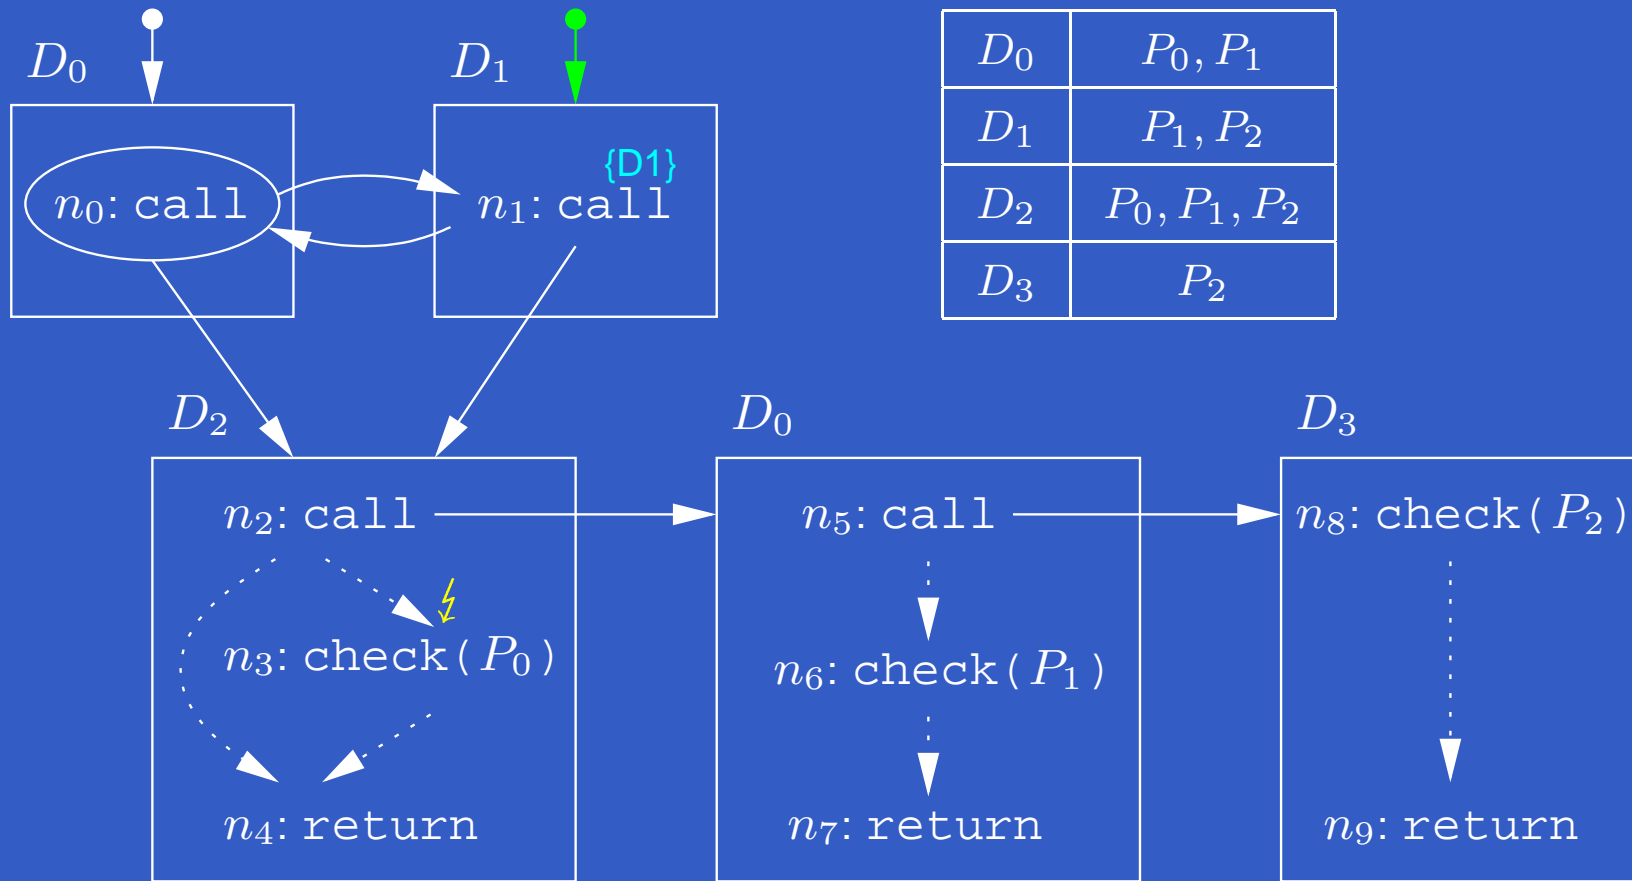 D₀
D₁
{D1}
n₀: call
n₁: call
D₀ P₀, P₁
D₁ P₁, P₂
D₂ P₀, P₁, P₂
D₃ P₂
D₂
n₂: call
n₃: check(P₀)
n₄: return
D₀
n₅: call
n₆: check(P₁)
n₇: return
D₃
n₈: check(P₂)
n₉: return